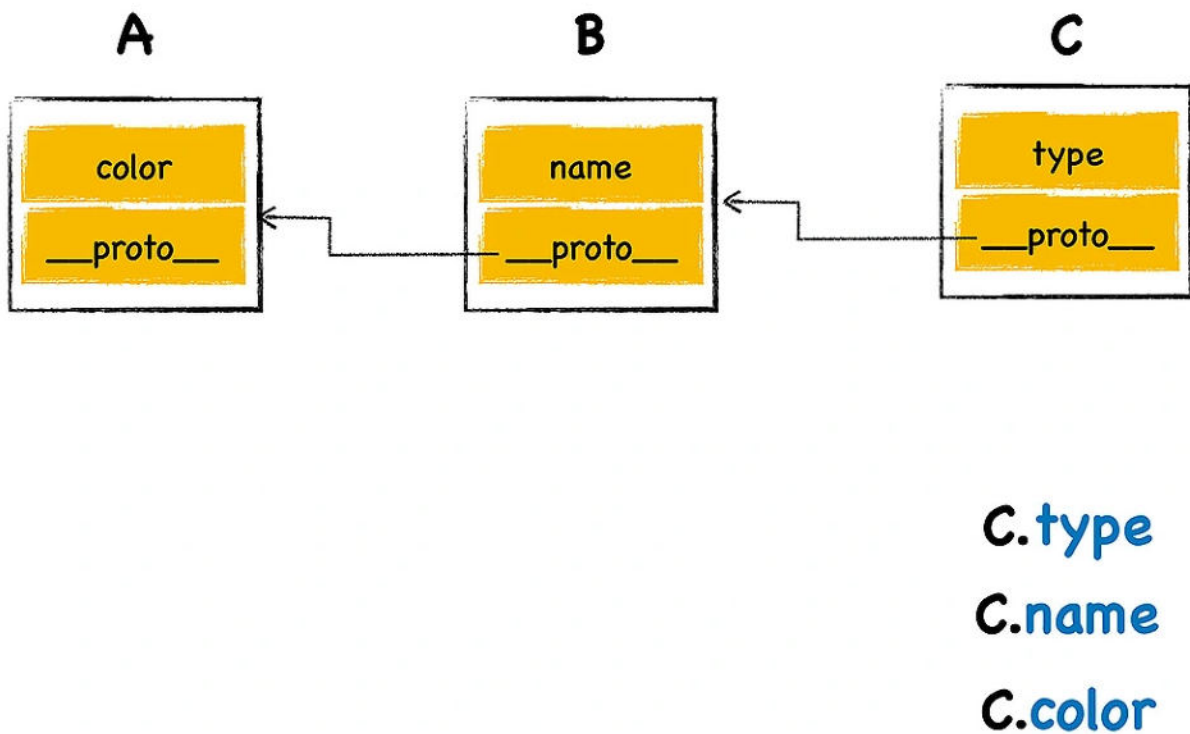 A
B
C
color
__proto__
name
__proto__
type
__proto__
C.type
C.name
C.color